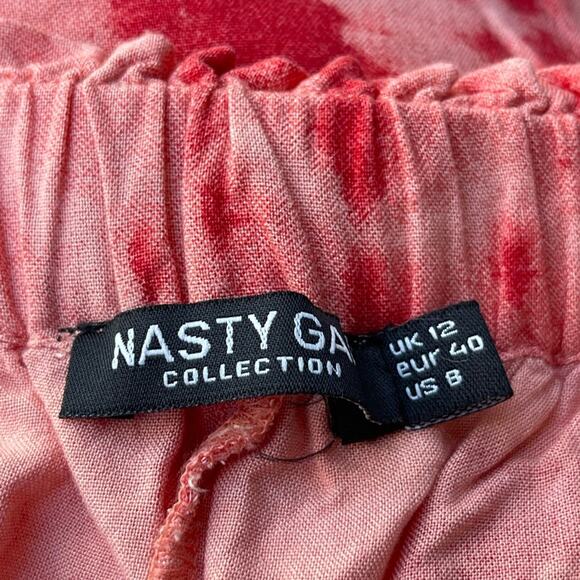 NASTY GA
COLLECTION
UK 12
eur 40
US 8